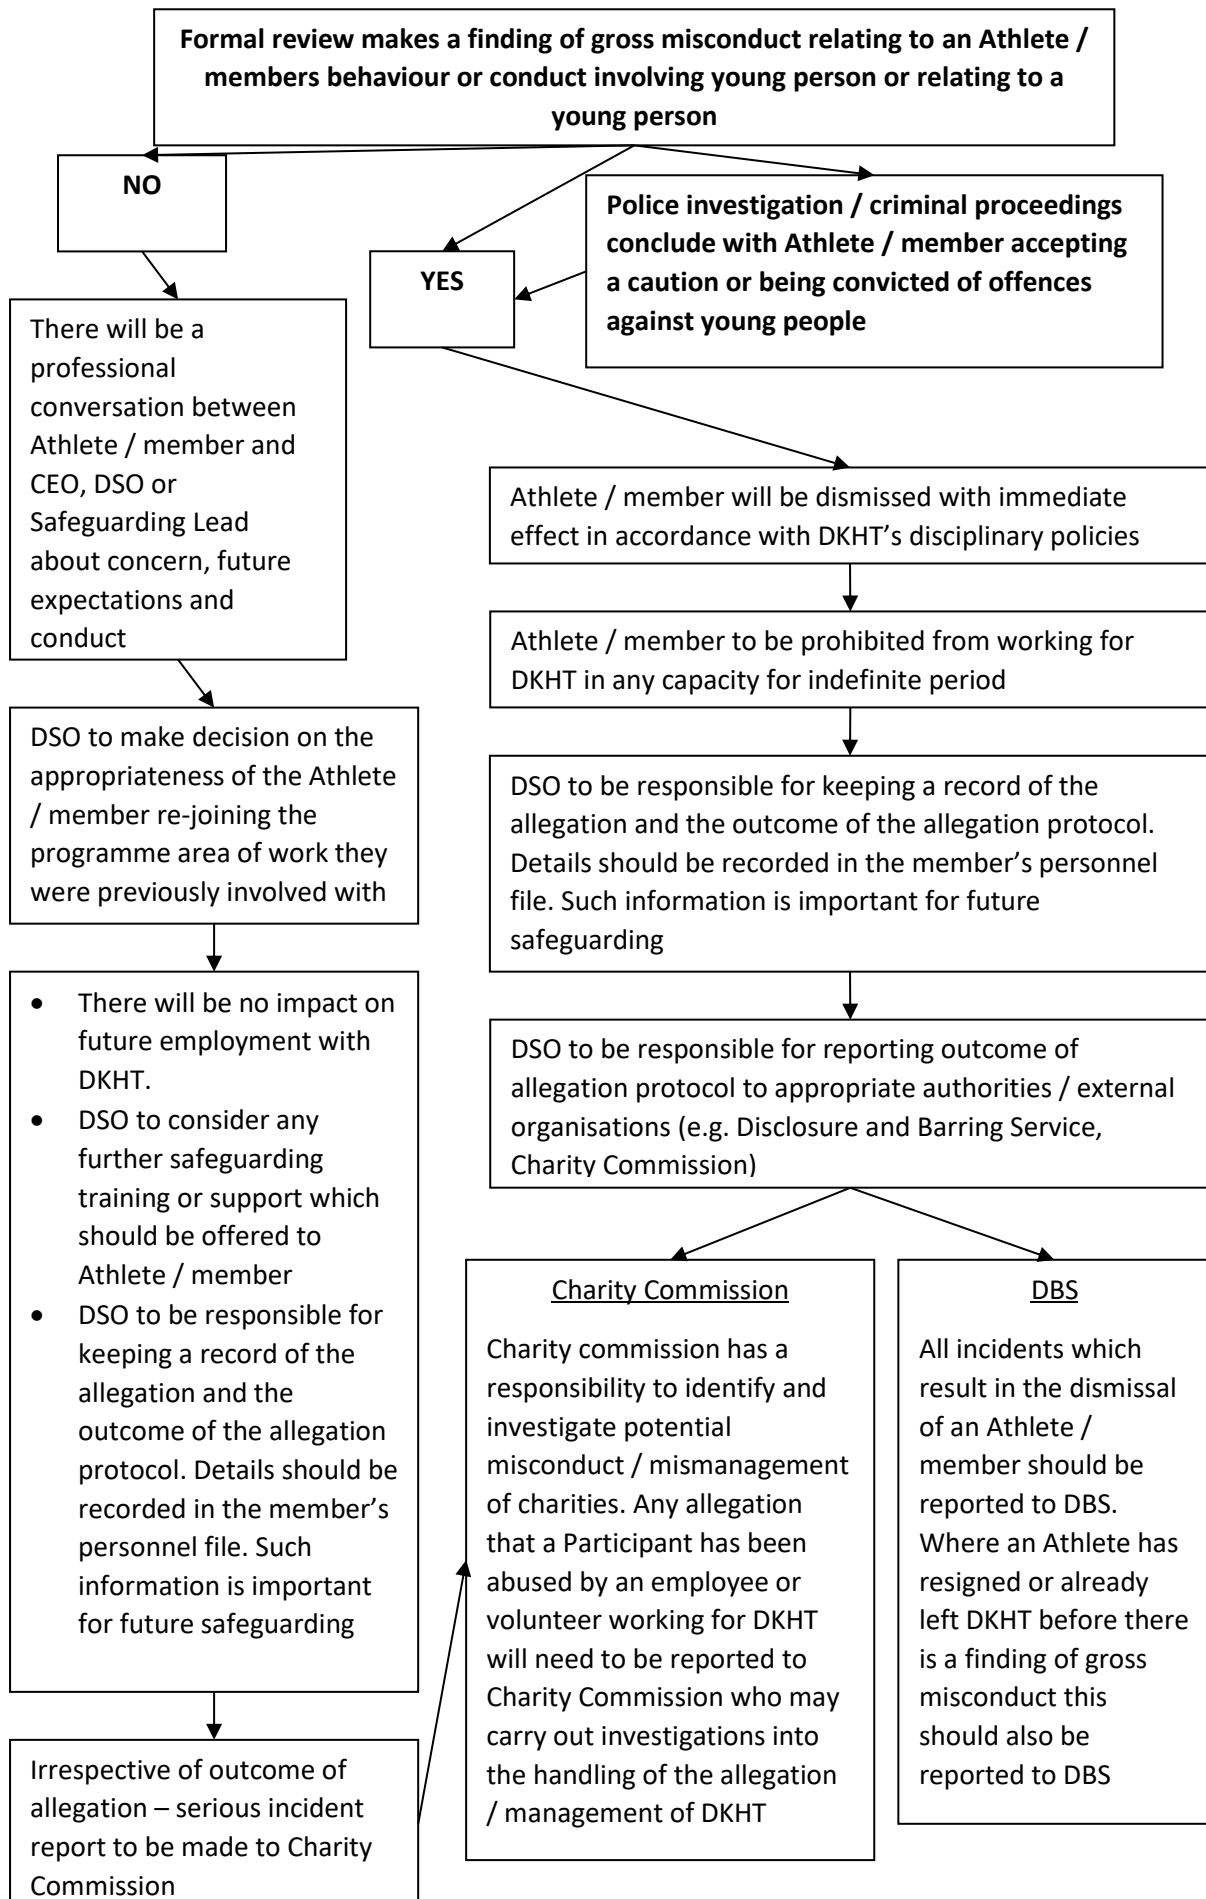 Formal review makes a finding of gross misconduct relating to an Athlete /
members behaviour or conduct involving young person or relating to a
young person
NO
YES
Police investigation / criminal proceedings
conclude with Athlete / member accepting
a caution or being convicted of offences
against young people
There will be a
professional
conversation between
Athlete / member and
CEO, DSO or
Safeguarding Lead
about concern, future
expectations and
conduct
DSO to make decision on the
appropriateness of the Athlete
/ member re-joining the
programme area of work they
were previously involved with
• There will be no impact on
future employment with
DKHT.
• DSO to consider any
further safeguarding
training or support which
should be offered to
Athlete / member
• DSO to be responsible for
keeping a record of the
allegation and the
outcome of the allegation
protocol. Details should be
recorded in the member's
personnel file. Such
information is important
for future safeguarding
Irrespective of outcome of
allegation – serious incident
report to be made to Charity
Commission
Athlete / member will be dismissed with immediate
effect in accordance with DKHT's disciplinary policies
Athlete / member to be prohibited from working for
DKHT in any capacity for indefinite period
DSO to be responsible for keeping a record of the
allegation and the outcome of the allegation protocol.
Details should be recorded in the member's personnel
file. Such information is important for future
safeguarding
DSO to be responsible for reporting outcome of
allegation protocol to appropriate authorities / external
organisations (e.g. Disclosure and Barring Service,
Charity Commission)
Charity Commission
Charity commission has a
responsibility to identify and
investigate potential
misconduct / mismanagement
of charities. Any allegation
that a Participant has been
abused by an employee or
volunteer working for DKHT
will need to be reported to
Charity Commission who may
carry out investigations into
the handling of the allegation
/ management of DKHT
DBS
All incidents which
result in the dismissal
of an Athlete /
member should be
reported to DBS.
Where an Athlete has
resigned or already
left DKHT before there
is a finding of gross
misconduct this
should also be
reported to DBS